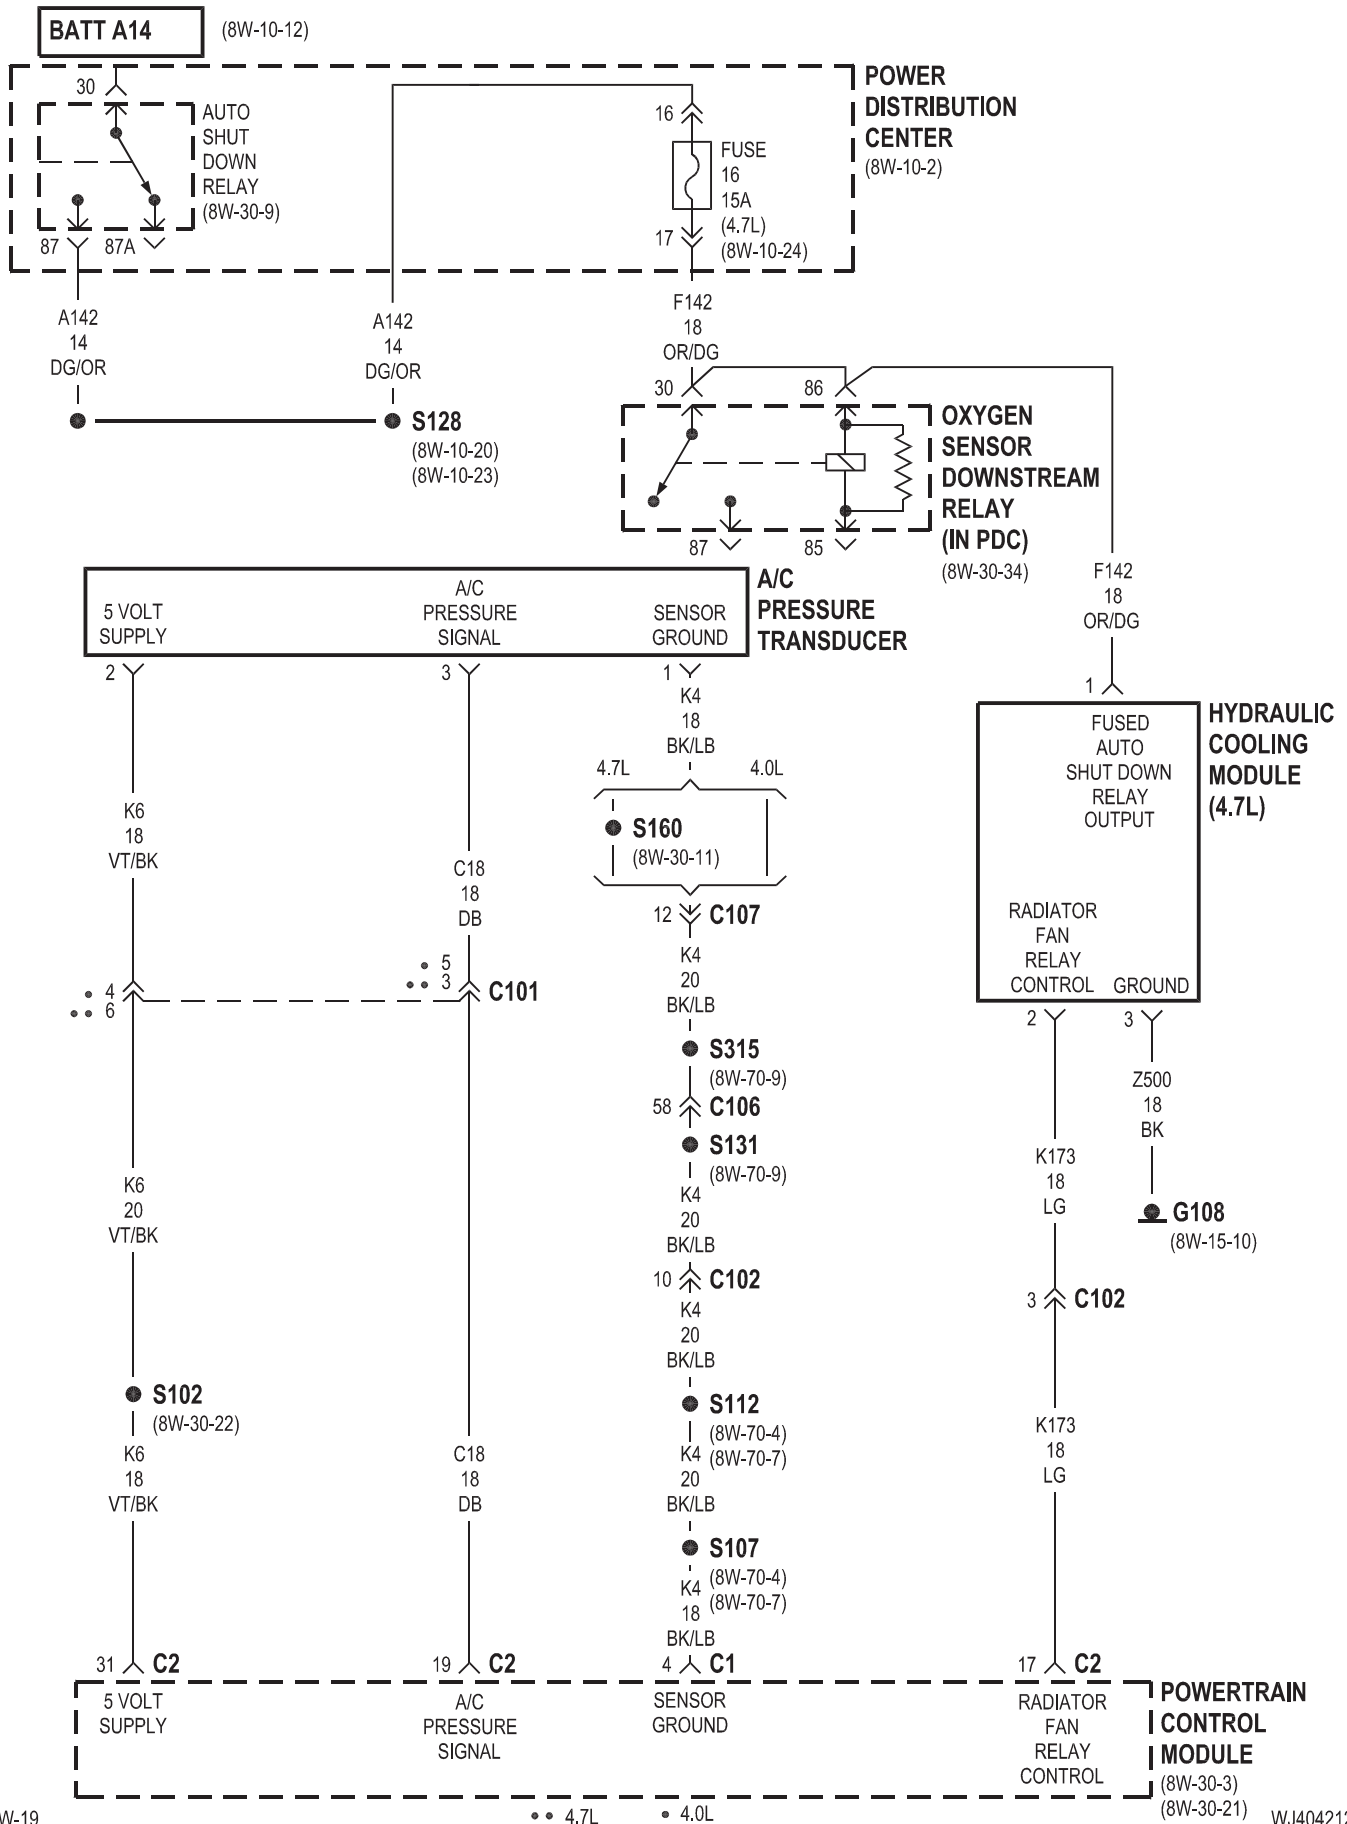 BATT A14
(8W-10-12)
30
AUTO
SHUT
DOWN
RELAY
(8W-30-9)
87
87A
16
FUSE
16
15A
(4.7L)
(8W-10-24)
17
POWER
DISTRIBUTION
CENTER
(8W-10-2)
A142
14
DG/OR
A142
14
DG/OR
S128
(8W-10-20)
(8W-10-23)
F142
18
OR/DG
30
86
87
85
OXYGEN
SENSOR
DOWNSTREAM
RELAY
(IN PDC)
(8W-30-34)
F142
18
OR/DG
5 VOLT
SUPPLY
A/C
PRESSURE
SIGNAL
SENSOR
GROUND
A/C
PRESSURE
TRANSDUCER
2
3
1
K4
18
BK/LB
4.7L
4.0L
S160
(8W-30-11)
K6
18
VT/BK
C18
18
DB
12
C107
K4
20
BK/LB
• 4
•• 6
• 5
•• 3
C101
S315
(8W-70-9)
58
C106
S131
(8W-70-9)
K4
20
BK/LB
10
C102
K4
20
BK/LB
K6
20
VT/BK
S102
(8W-30-22)
K6
18
VT/BK
C18
18
DB
S112
(8W-70-4)
(8W-70-7)
K4
20
BK/LB
S107
(8W-70-4)
(8W-70-7)
K4
18
BK/LB
1
FUSED
AUTO
SHUT DOWN
RELAY
OUTPUT
HYDRAULIC
COOLING
MODULE
(4.7L)
RADIATOR
FAN
RELAY
CONTROL
GROUND
2
3
Z500
18
BK
G108
(8W-15-10)
K173
18
LG
3
C102
K173
18
LG
31
C2
19
C2
4
C1
17
C2
5 VOLT
SUPPLY
A/C
PRESSURE
SIGNAL
SENSOR
GROUND
RADIATOR
FAN
RELAY
CONTROL
POWERTRAIN
CONTROL
MODULE
(8W-30-3)
(8W-30-21)
W-19
•• 4.7L
• 4.0L
WJ404212